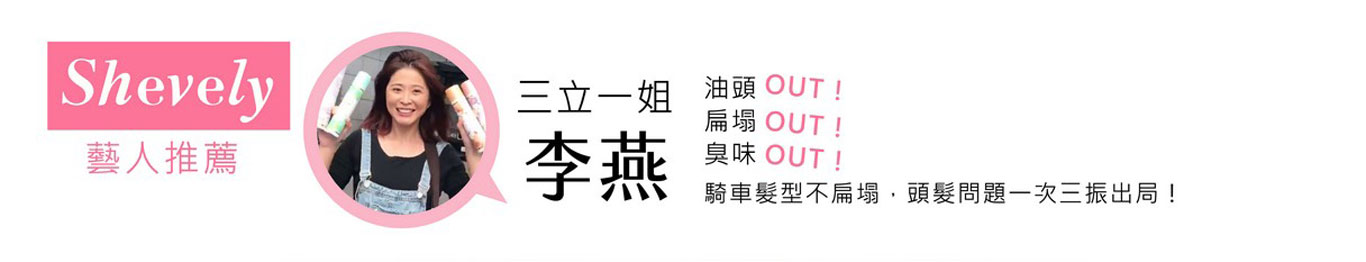 Shevely
藝人推薦
三立一姐
李燕
油頭 OUT！
扁塌 OUT！
臭味 OUT！
騎車髮型不扁塌，頭髮問題一次三振出局！